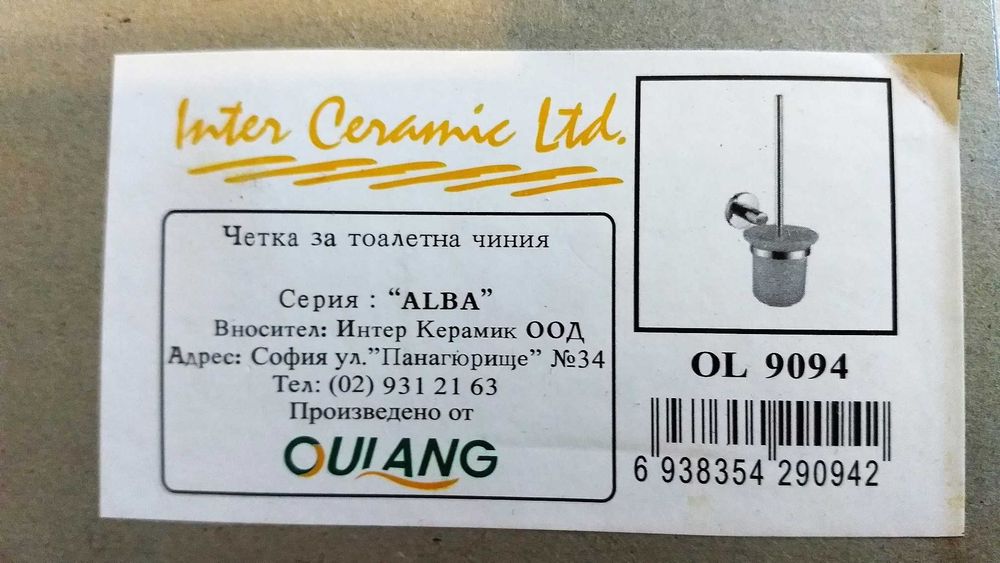 Inter Ceramic Ltd.
Четка за тоалетна чиния
Серия : “ALBA”
Вносител: Интер Керамик ООД
Адрес: София ул.”Панагюрище” №34
Тел: (02) 931 21 63
Произведено от
OULANG
OL 9094
6 938354 290942